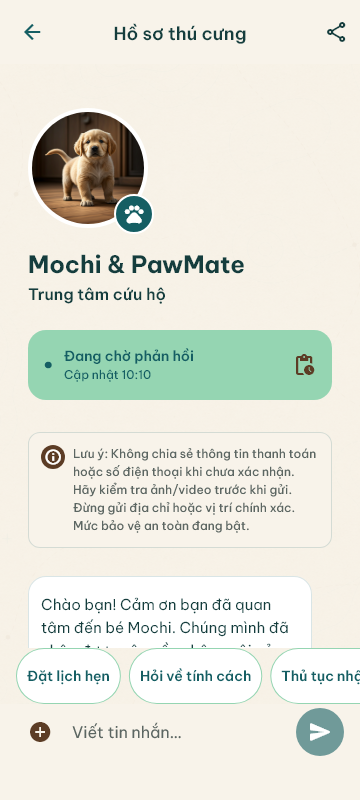 Hồ sơ thú cưng
Mochi & PawMate
Trung tâm cứu hộ
Đang chờ phản hồi
Cập nhật 10:10
Lưu ý: Không chia sẻ thông tin thanh toán
hoặc số điện thoại khi chưa xác nhận.
Hãy kiểm tra ảnh/video trước khi gửi.
Đừng gửi địa chỉ hoặc vị trí chính xác.
Mức bảo vệ an toàn đang bật.
Chào bạn! Cảm ơn bạn đã quan
tâm đến bé Mochi. Chúng mình đã
Đặt lịch hẹn
Hỏi về tính cách
Thủ tục
Viết tin nhắn...